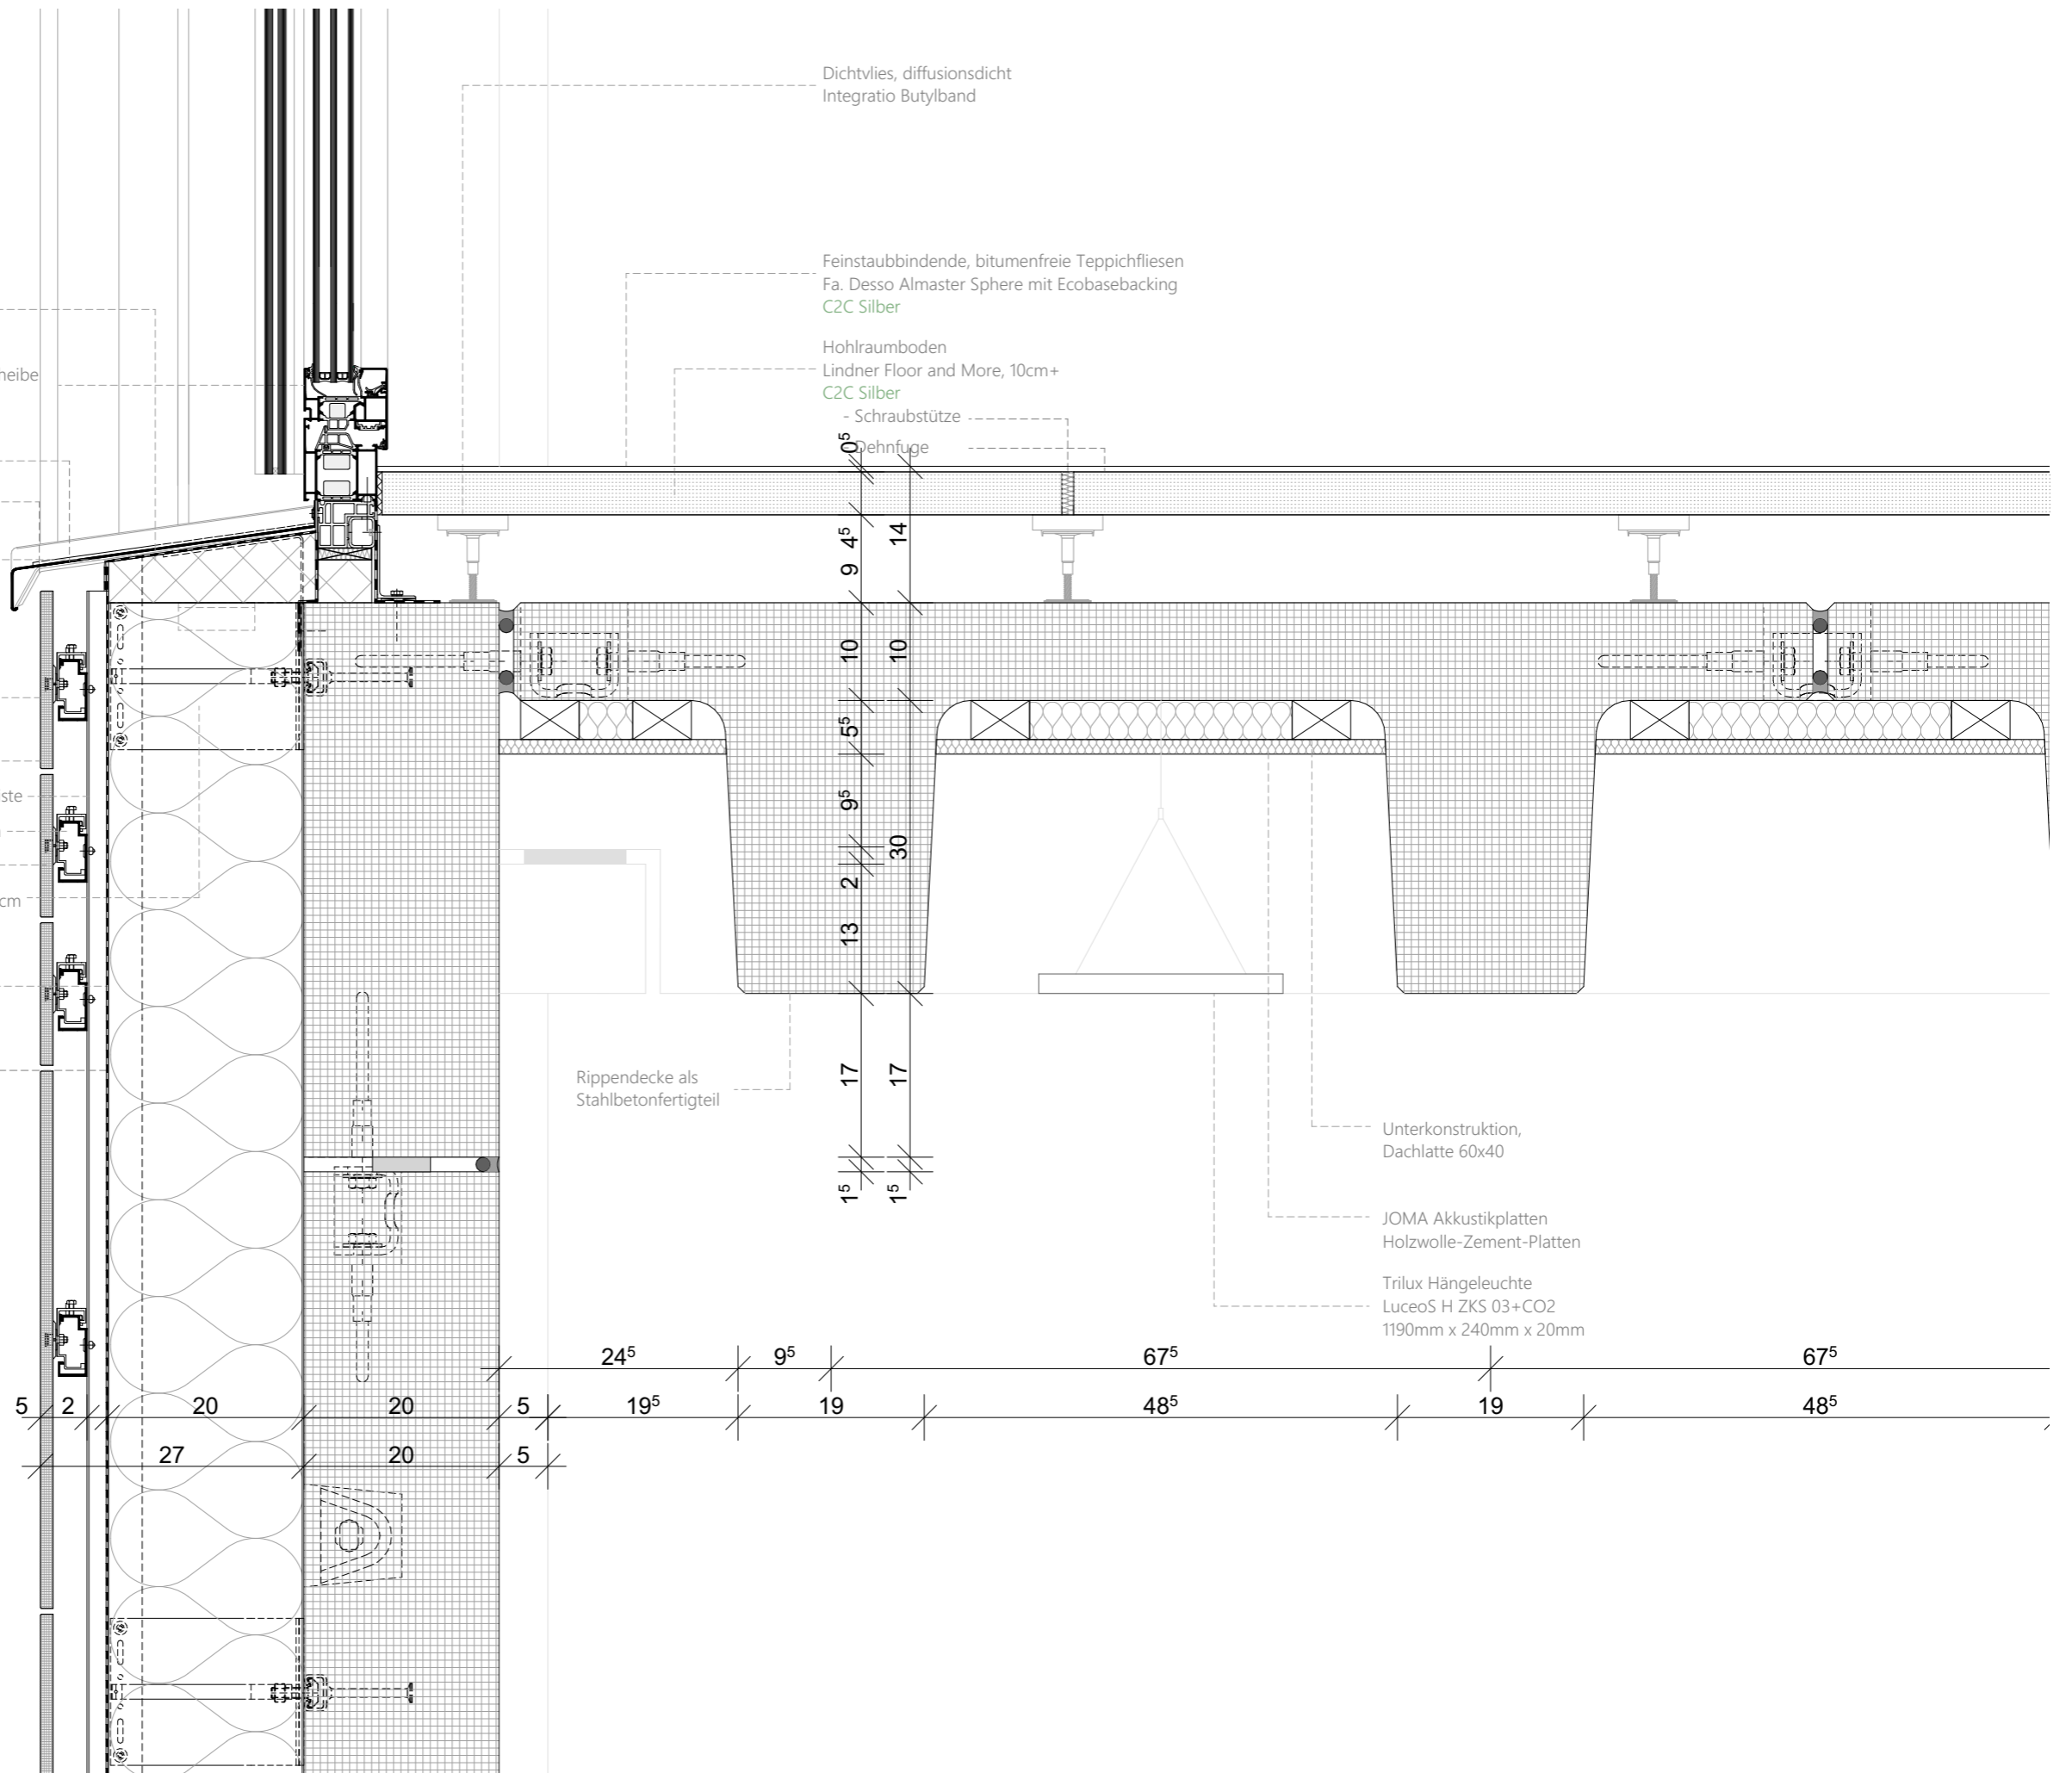 Dichtvlies, diffusionsdicht
Integratio Butylband
Feinstaubbindende, bitumenfreie Teppichfliesen
Fa. Desso Almaster Sphere mit Ecobasebacking
C2C Silber
Hohlraumboden
Lindner Floor and More, 10cm+
C2C Silber
- Schraubstütze
Dehnfuge
neibe
ste
cm
0⁵
4⁵
14
9
10
10
5⁵
9⁵
30
2
13
17
17
1⁵
1⁵
Rippendecke als
Stahlbetonfertigteil
Unterkonstruktion,
Dachlatte 60x40
JOMA Akkustikplatten
Holzwolle-Zement-Platten
Trilux Hängeleuchte
LuceoS H ZKS 03+CO2
1190mm x 240mm x 20mm
24⁵ 9⁵ 67⁵ 67⁵
5 2 20 20 5 19⁵ 19 48⁵ 19 48⁵
27 20 5